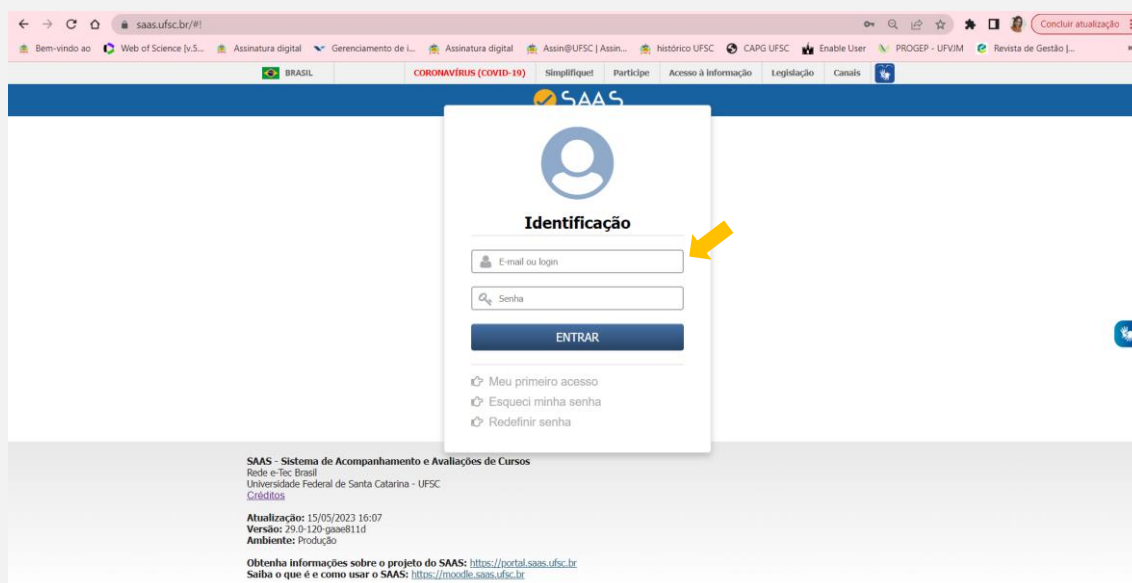 saas.ufsc.br/#!
Concluir atualização
Bem-vindo ao Web of Science [v.5... Assinatura digital Gerenciamento de i... Assinatura digital Assin@UFSC | Assin... histórico UFSC CAPG UFSC Enable User PROGEP - UFVJM Revista de Gestão |...
BRASIL CORONAVÍRUS (COVID-19) Simplifique! Participe Acesso à informação Legislação Canais
SAAS
Identificação
E-mail ou login
Senha
ENTRAR
Meu primeiro acesso
Esqueci minha senha
Redefinir senha
SAAS - Sistema de Acompanhamento e Avaliações de Cursos
Rede e-Tec Brasil
Universidade Federal de Santa Catarina - UFSC
Créditos
Atualização: 15/05/2023 16:07
Versão: 29.0-120-gaae811d
Ambiente: Produção
Obtenha informações sobre o projeto do SAAS: https://portal.saas.ufsc.br
Saiba o que é e como usar o SAAS: https://moodle.saas.ufsc.br